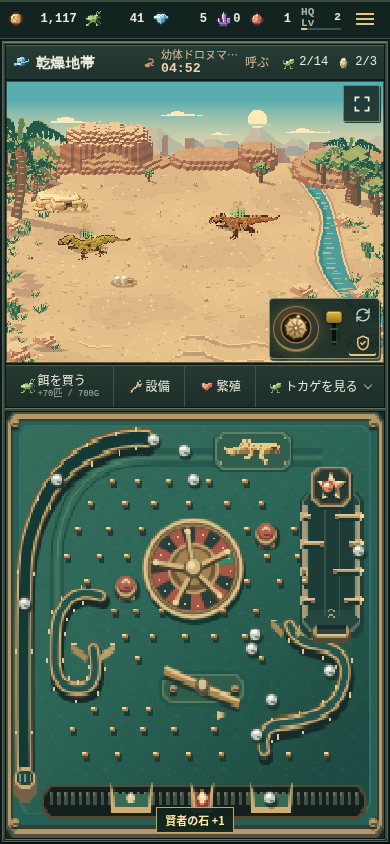 1,117 41 5 0 1 HQ Lv 2
乾燥地帯 幼体ドロヌマ… 04:52 呼ぶ 2/14 2/3
餌を買う 設備 繁殖 トカゲを見る
+70匹 / 700G
賢者の石 +1